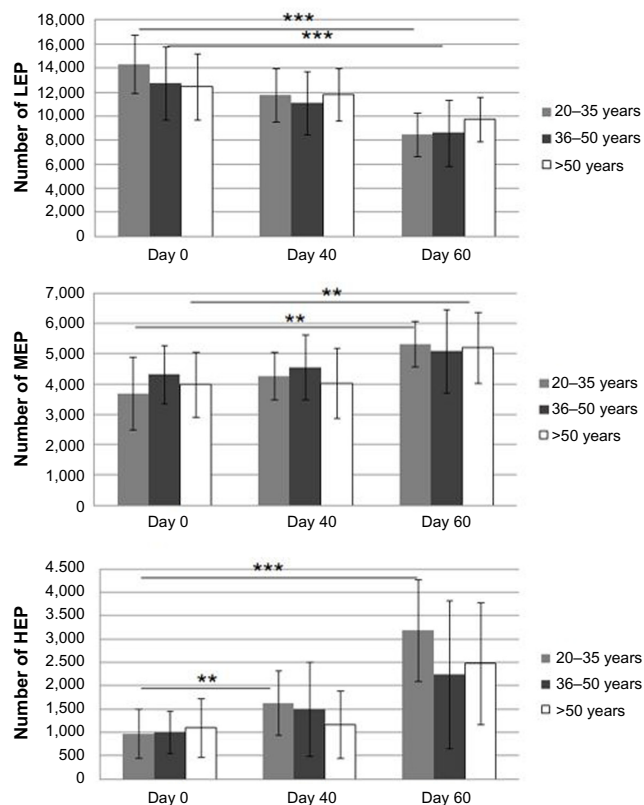 ***
***
18,000
16,000
14,000
12,000
10,000
8,000
6,000
4,000
2,000
0
Number of LEP
Day 0
Day 40
Day 60
20–35 years
36–50 years
>50 years
**
**
7,000
6,000
5,000
4,000
3,000
2,000
1,000
0
Number of MEP
Day 0
Day 40
Day 60
20–35 years
36–50 years
>50 years
***
**
4.500
4,000
3.500
3,000
2,500
2,000
1,500
1,000
500
0
Number of HEP
Day 0
Day 40
Day 60
20–35 years
36–50 years
>50 years